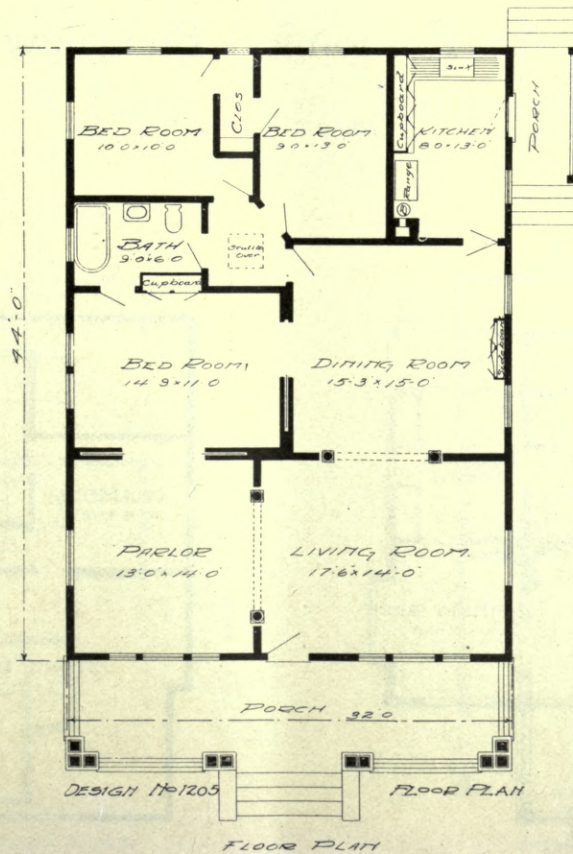 SINK
PORCH
CLOS
Cupboard
BED ROOM
10·0×10·0
BED ROOM
9·0×13·0
KITCHEN
8·0×13·0
Range
BATH
9'·0"×6·0
Scuttle
Over
Cupboard
44'-0"
BED ROOM
14·9×11·0
DINING ROOM
15·3×15·0
Sideboard
PARLOR
13·0×14·0
LIVING ROOM.
17·6×14·0
PORCH
32·0
DESIGN No 1205
FLOOR PLAN
FLOOR PLAN